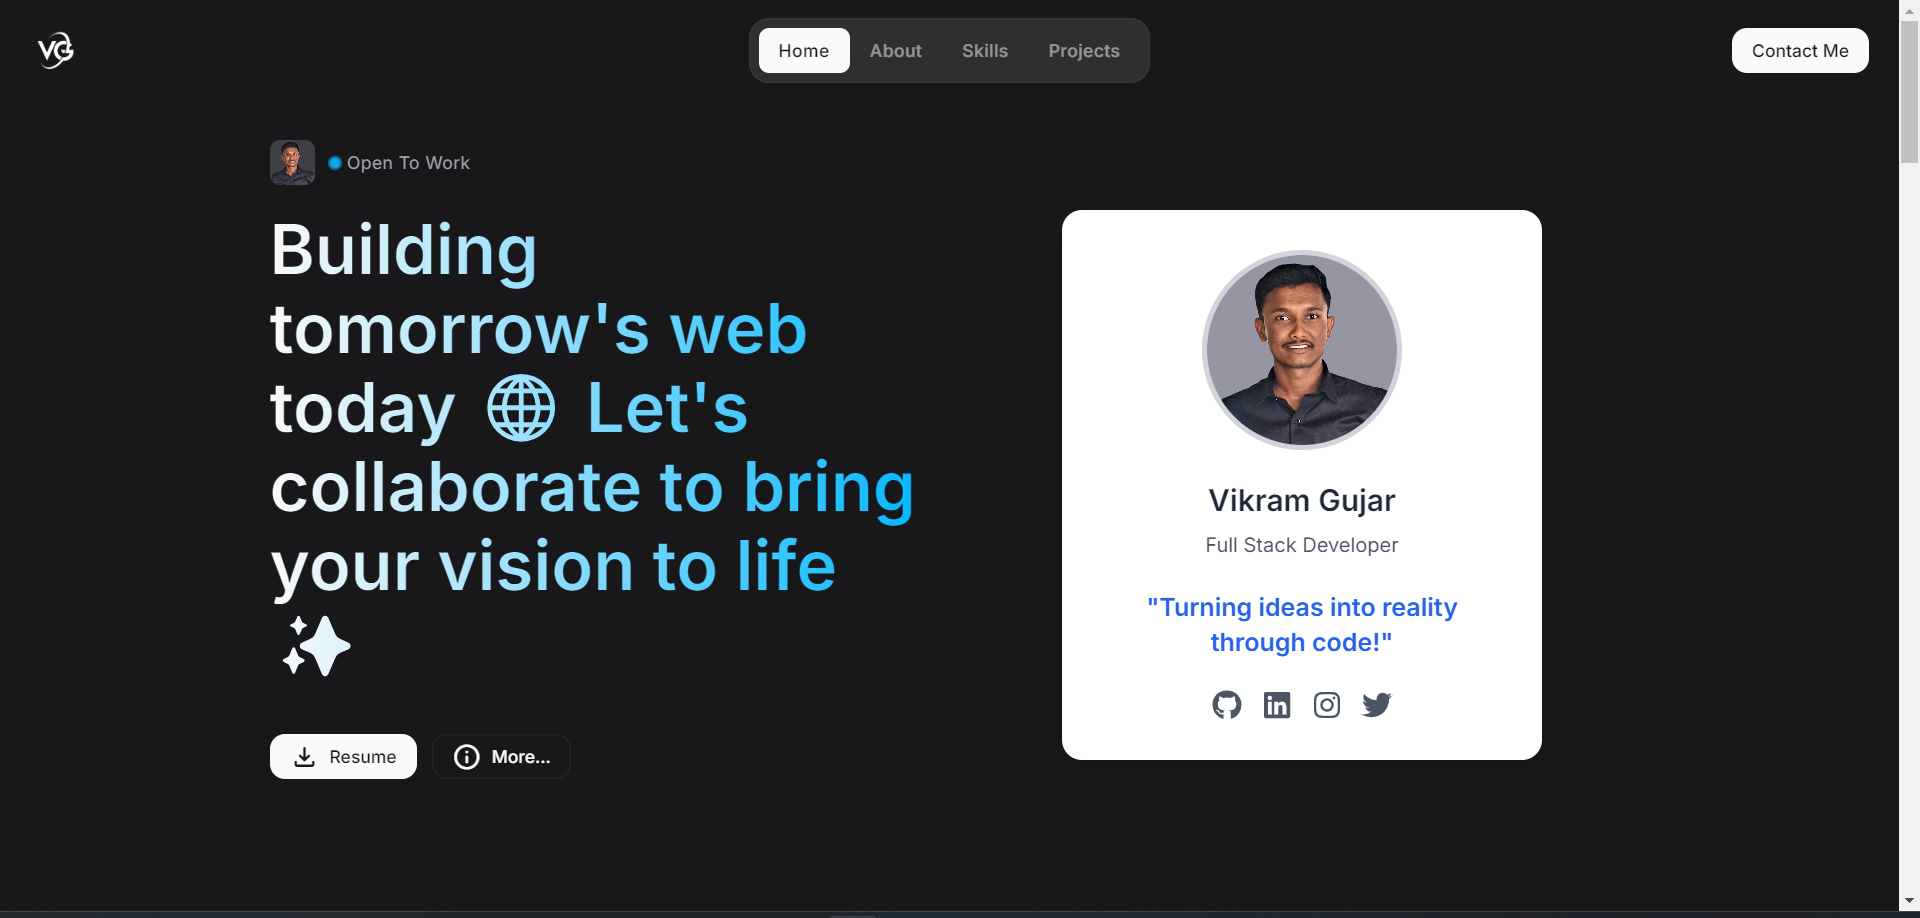 VG
Home About Skills Projects
Contact Me
Open To Work
Building
tomorrow's web
today Let's
collaborate to bring
your vision to life
Resume
More...
Vikram Gujar
Full Stack Developer
"Turning ideas into reality
through code!"
in